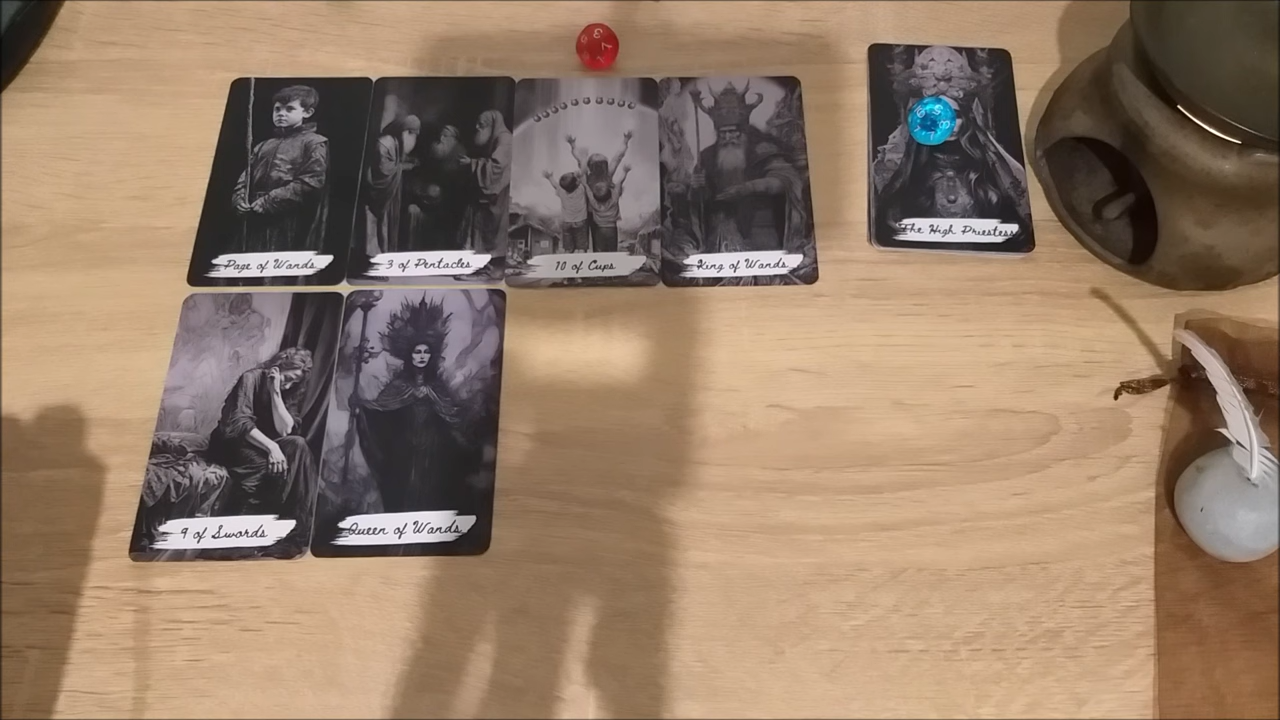 Page of Wands
3 of Pentacles
10 of Cups
King of Wands
The High Priestess
9 of Swords
Queen of Wands